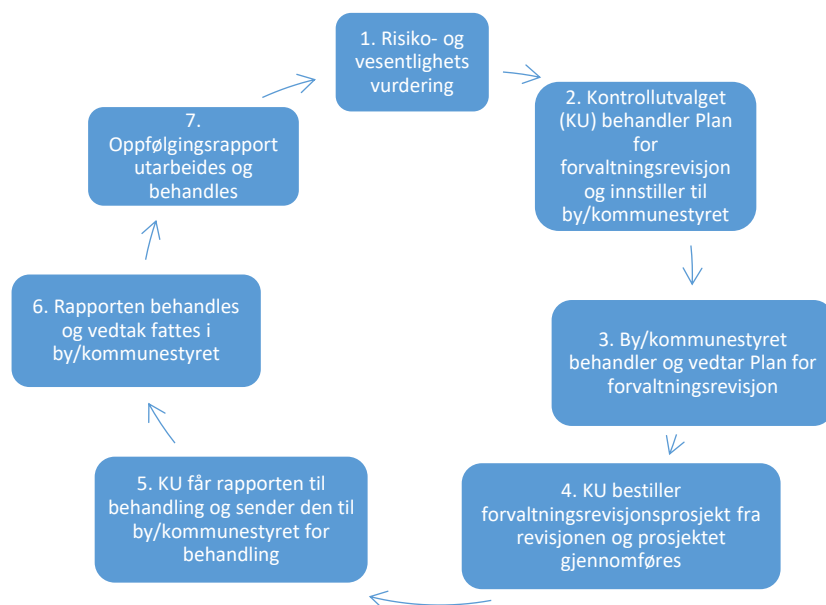 1. Risiko- og
vesentlighets
vurdering
2. Kontrollutvalget
(KU) behandler Plan
for
forvaltningsrevisjon
og innstiller til
by/kommunestyret
3. By/kommunestyret
behandler og vedtar Plan for
forvaltningsrevisjon
4. KU bestiller
forvaltningsrevisjonsprosjekt fra
revisjonen og prosjektet
gjennomføres
5. KU får rapporten til
behandling og sender den til
by/kommunestyret for
behandling
6. Rapporten behandles
og vedtak fattes i
by/kommunestyret
7.
Oppfølgingsrapport
utarbeides og
behandles